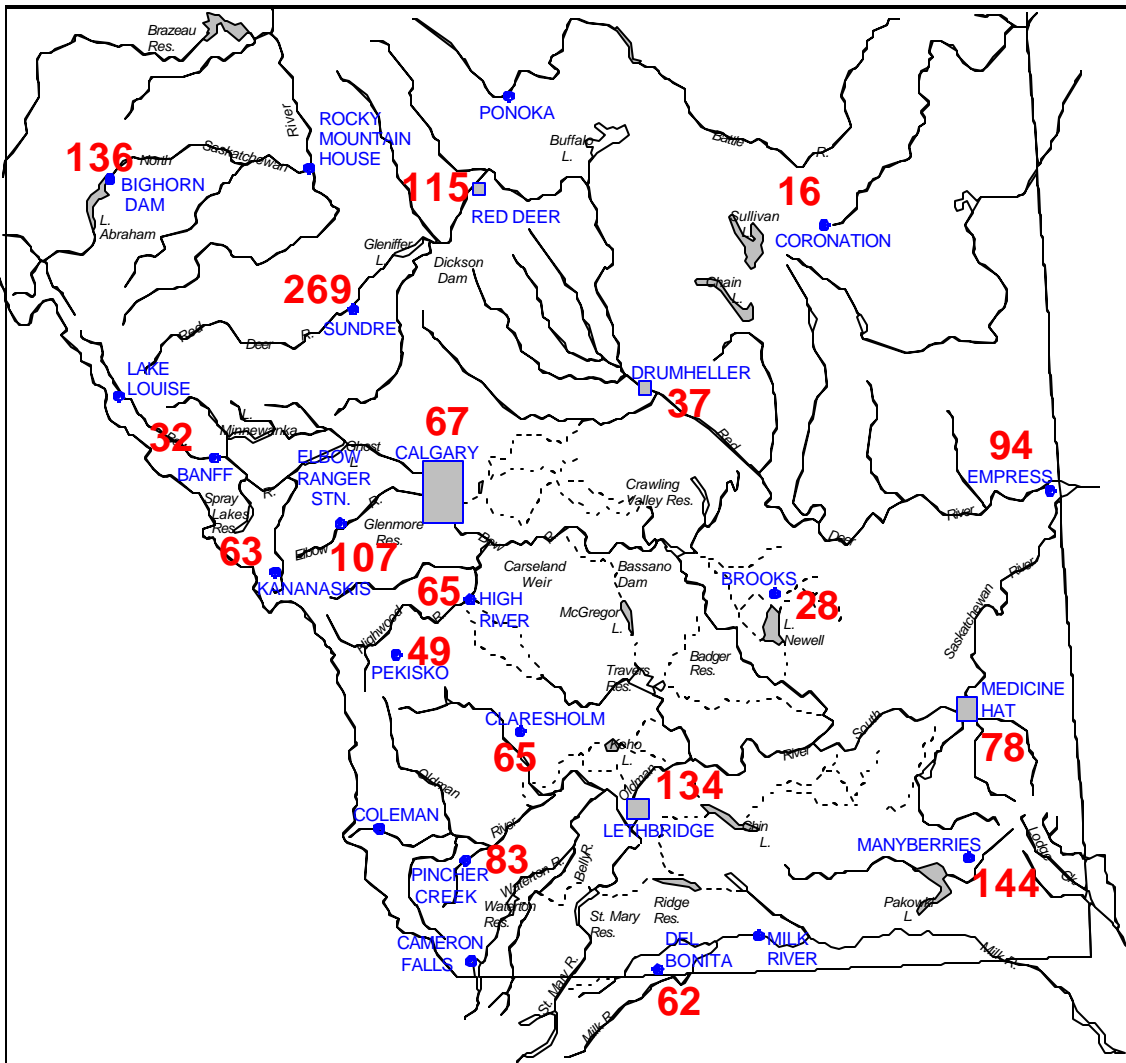 Brazeau
Res.
PONOKA
ROCKY
MOUNTAIN
HOUSE
River
Buffalo
L.
Battle
R.
136
North
Saskatchewan
BIGHORN
DAM
L.
Abraham
115
RED DEER
16
Sullivan
L.
CORONATION
Gleniffer
L.
Dickson
Dam
269
SUNDRE
Chain
L.
Red
Deer
R.
LAKE
LOUISE
DRUMHELLER
37
Red
L.
Minnewanka
67
CALGARY
Ghost
L.
32
Bow
BANFF
ELBOW
RANGER
STN.
94
EMPRESS
Crawling
Valley Res.
Spray
Lakes
Res.
R.
R.
Glenmore
Res.
River
Deer
Elbow
107
Bow
R.
63
KANANASKIS
Carseland
Weir
Bassano
Dam
BROOKS
28
65
HIGH
RIVER
McGregor
L.
L.
Newell
Highwood
R.
49
PEKISKO
Saskatchewan
River
Badger
Res.
Travers
Res.
MEDICINE
HAT
78
CLARESHOLM
65
Keho
L.
River
South
Oldman
Oldman
134
LETHBRIDGE
Chin
L.
COLEMAN
River
83
PINCHER
CREEK
MANYBERRIES
144
Lodge
Ck.
Pakowki
L
Waterton R.
Belly R.
Waterton
Res.
Ridge
Res.
St. Mary
Res.
CAMERON
FALLS
DEL
BONITA
MILK
RIVER
Milk R.
St. Mary R.
62
Milk R.